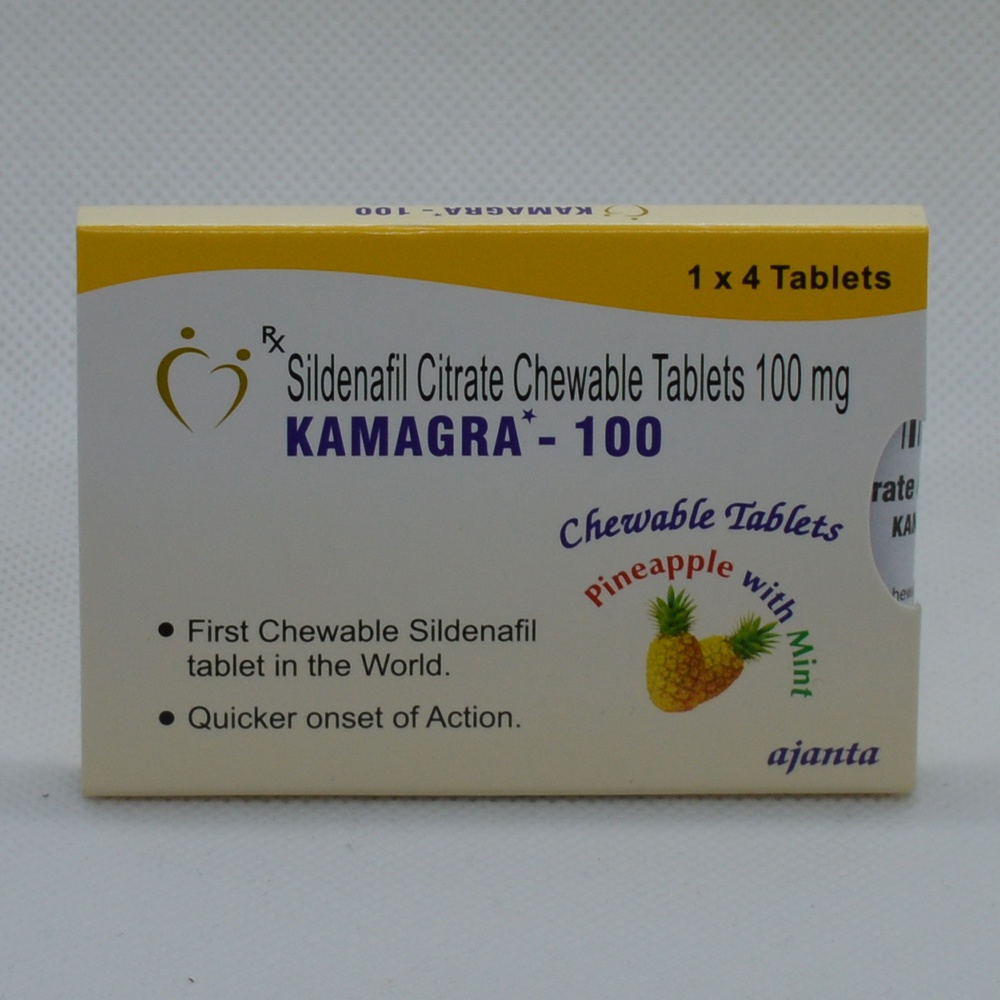 KAMAGRA*- 100
1 x 4 Tablets
Rx
Sildenafil Citrate Chewable Tablets 100 mg
KAMAGRA* - 100
rate
Chewable Tablets
Pineapple with Mint
• First Chewable Sildenafil
tablet in the World.
• Quicker onset of Action.
ajanta